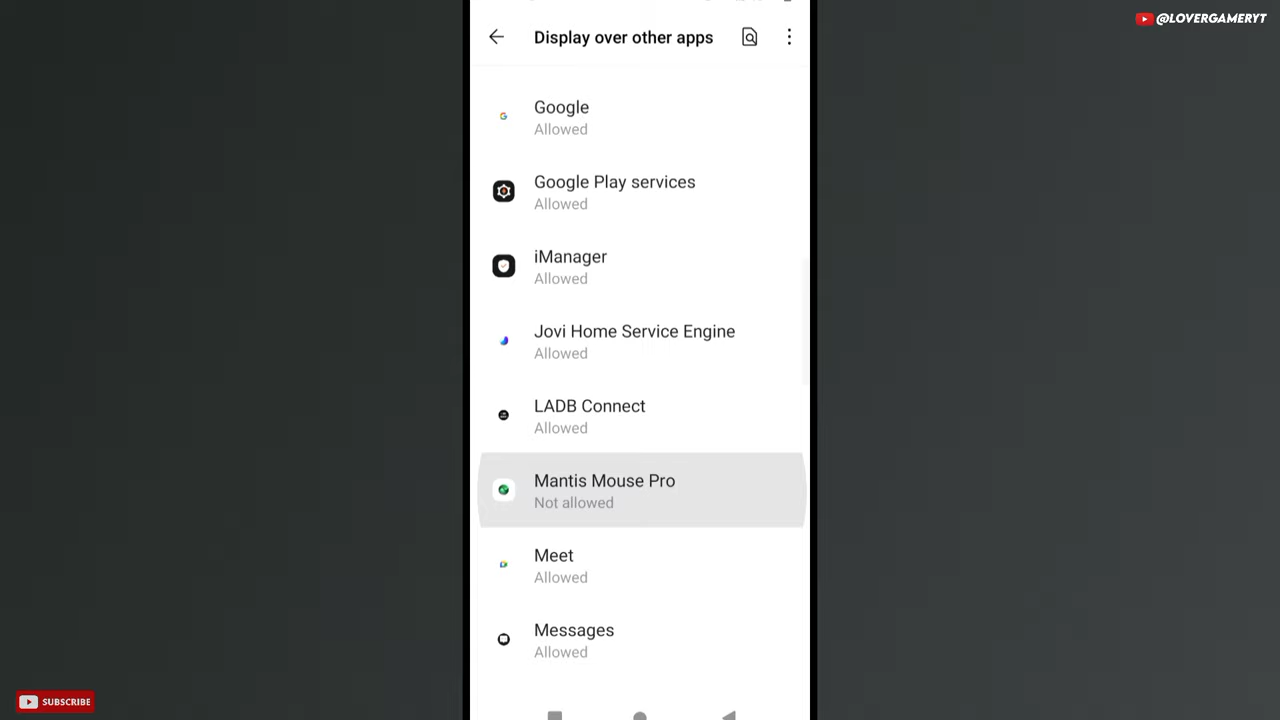 @LOVERGAMERYT
Display over other apps
Google
Allowed
Google Play services
Allowed
iManager
Allowed
Jovi Home Service Engine
Allowed
LADB Connect
Allowed
Mantis Mouse Pro
Not allowed
Meet
Allowed
Messages
Allowed
SUBSCRIBE